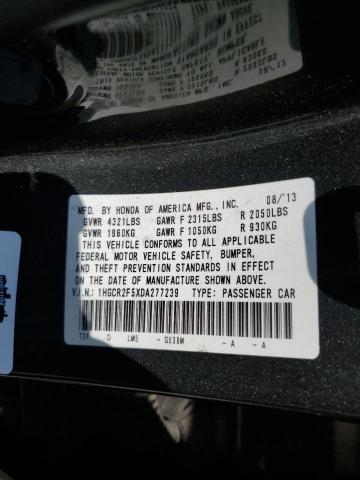 MFD. BY HONDA OF AMERICA MFG., INC. 08/'13
GVWR 4321LBS GAWR F 2315LBS R 2050LBS
GVWR 1960KG GAWR F 1050KG R 930KG
THIS VEHICLE CONFORMS TO ALL APPLICABLE
FEDERAL MOTOR VEHICLE SAFETY, BUMPER,
AND THEFT PREVENTION STANDARDS IN EFFECT
ON THE DATE OF MANUFACTURE SHOWN ABOVE.
V.I.N.: 1HGCR2F5XDA277239 TYPE: PASSENGER CAR
D LM5 - G536M - A - A